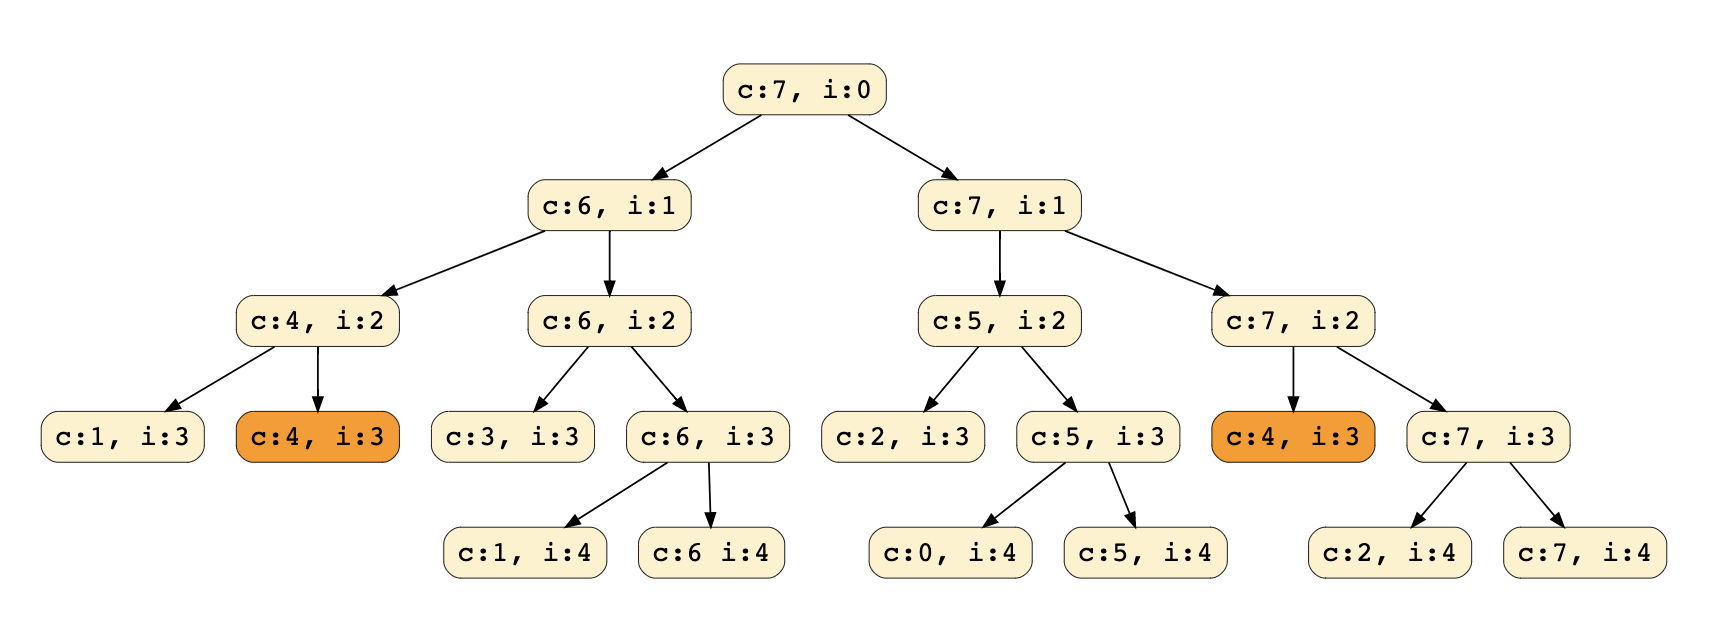 c:7, i:0
c:6, i:1
c:7, i:1
c:4, i:2
c:6, i:2
c:5, i:2
c:7, i:2
c:1, i:3
c:4, i:3
c:3, i:3
c:6, i:3
c:2, i:3
c:5, i:3
c:4, i:3
c:7, i:3
c:1, i:4
c:6 i:4
c:0, i:4
c:5, i:4
c:2, i:4
c:7, i:4